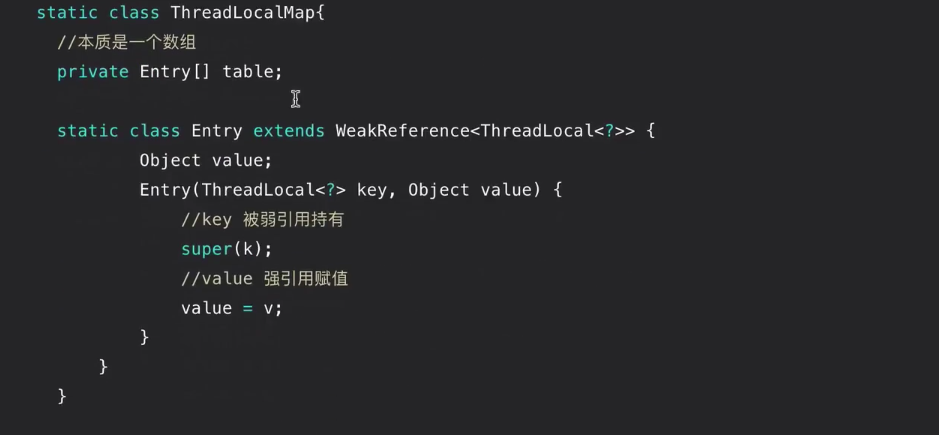 static class ThreadLocalMap{
//本质是一个数组
private Entry[] table;
static class Entry extends WeakReference<ThreadLocal<?>> {
Object value;
Entry(ThreadLocal<?> key, Object value) {
//key 被弱引用持有
super(k);
//value 强引用赋值
value = v;
}
}
}